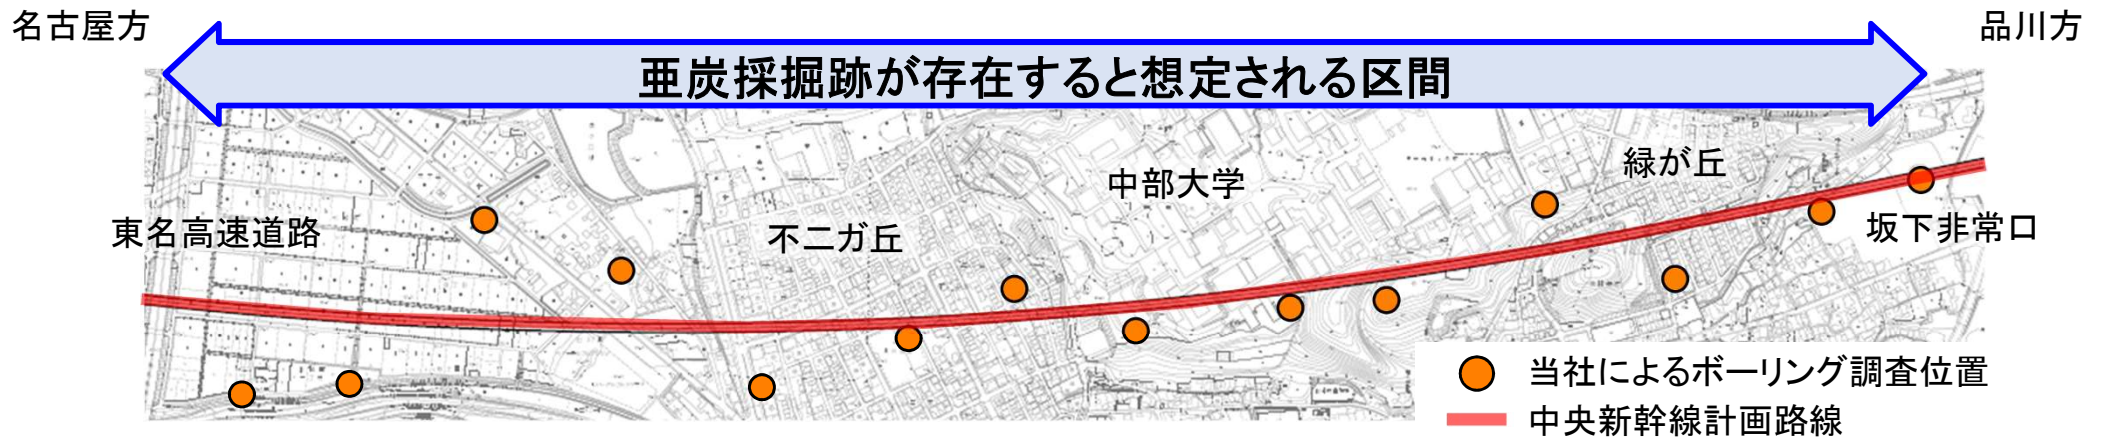 名古屋方
品川方
亜炭採掘跡が存在すると想定される区間
緑が丘
中部大学
東名高速道路
不二ガ丘
坂下非常口
当社によるボーリング調査位置
中央新幹線計画路線